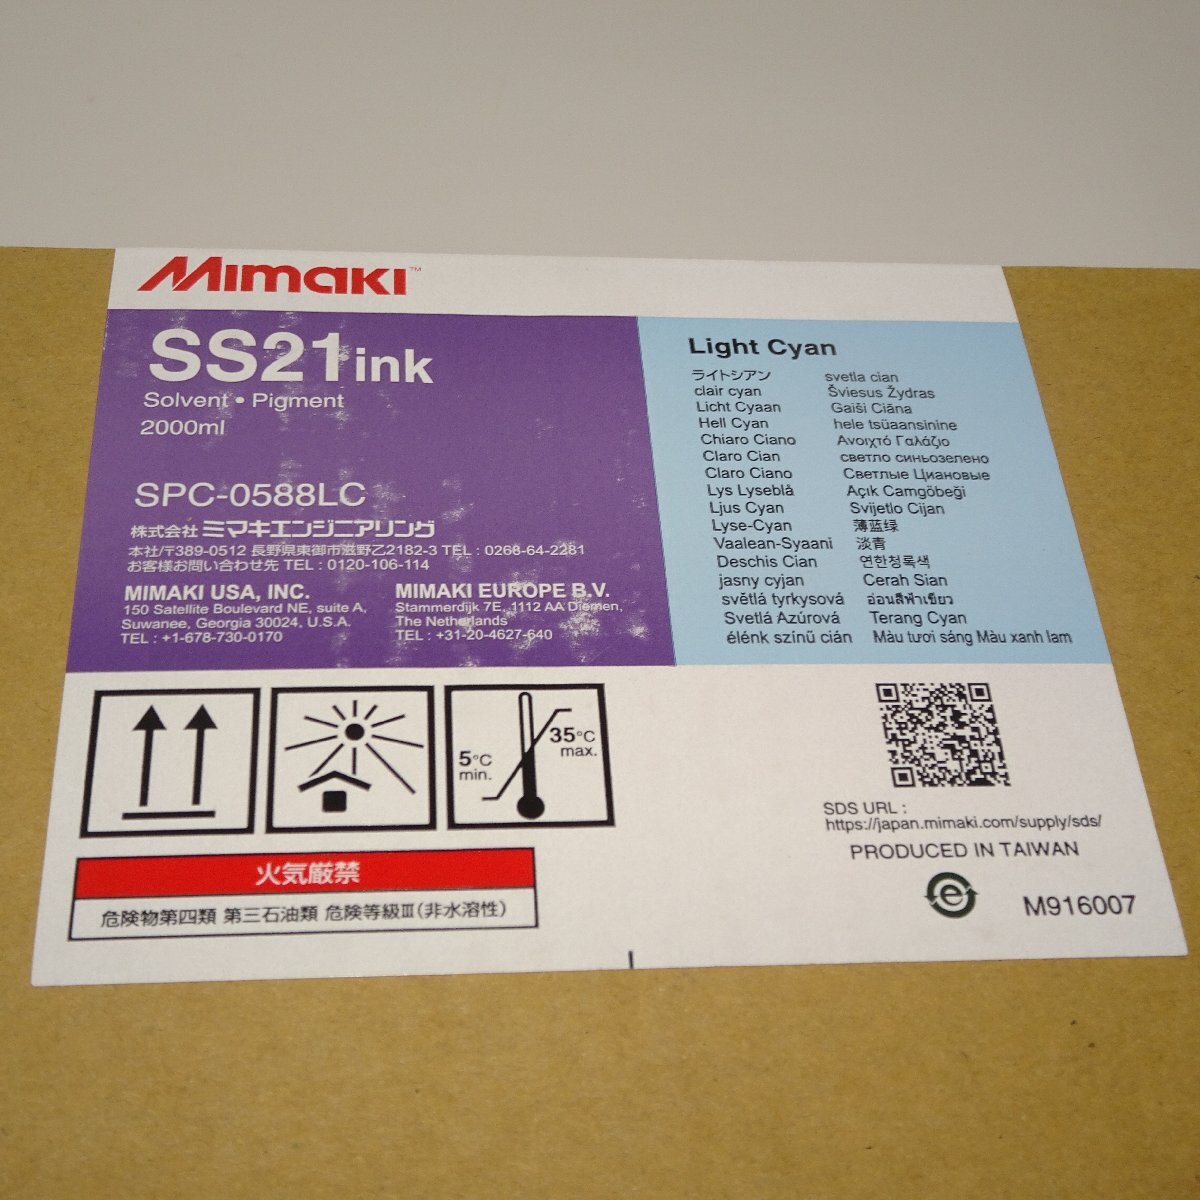 Mimaki™
SS21 ink
Solvent • Pigment
2000ml
SPC-0588LC
株式会社 ミマキエンジニアリング
本社/〒389-0512 長野県東御市滋野乙2182-3 TEL : 0268-64-2281
お客様お問い合わせ先 TEL : 0120-106-114
MIMAKI USA, INC.
150 Satellite Boulevard NE, suite A,
Suwanee, Georgia 30024, U.S.A.
TEL : +1-678-730-0170
MIMAKI EUROPE B.V.
Stammerdijk 7E, 1112 AA Diemen,
The Netherlands
TEL : +31-20-4627-640
Light Cyan
ライトシアン
clair cyan
Licht Cyaan
Hell Cyan
Chiaro Ciano
Claro Cian
Claro Ciano
Lys Lyseblå
Ljus Cyan
Lyse-Cyan
Vaalean-Syaani
Deschis Cian
jasny cyjan
světlá tyrkysová
Svetlá Azúrová
élénk színű cián
svetla cian
Šviesus Žydras
Gaiši Ciāna
hele tsüaansinine
Ανοιχτό Γαλάζιο
светло синьозелено
Светлые Циановые
Açık Camgöbeği
Svijetlo Cijan
薄蓝绿
淡青
연한청록색
Cerah Sian
อ่อนสีฟ้าเขียว
Terang Cyan
Màu tươi sáng Màu xanh lam
5°C
min.
35°C
max.
火気厳禁
危険物第四類 第三石油類 危険等級Ⅲ(非水溶性)
SDS URL :
https://japan.mimaki.com/supply/sds/
PRODUCED IN TAIWAN
e
M916007